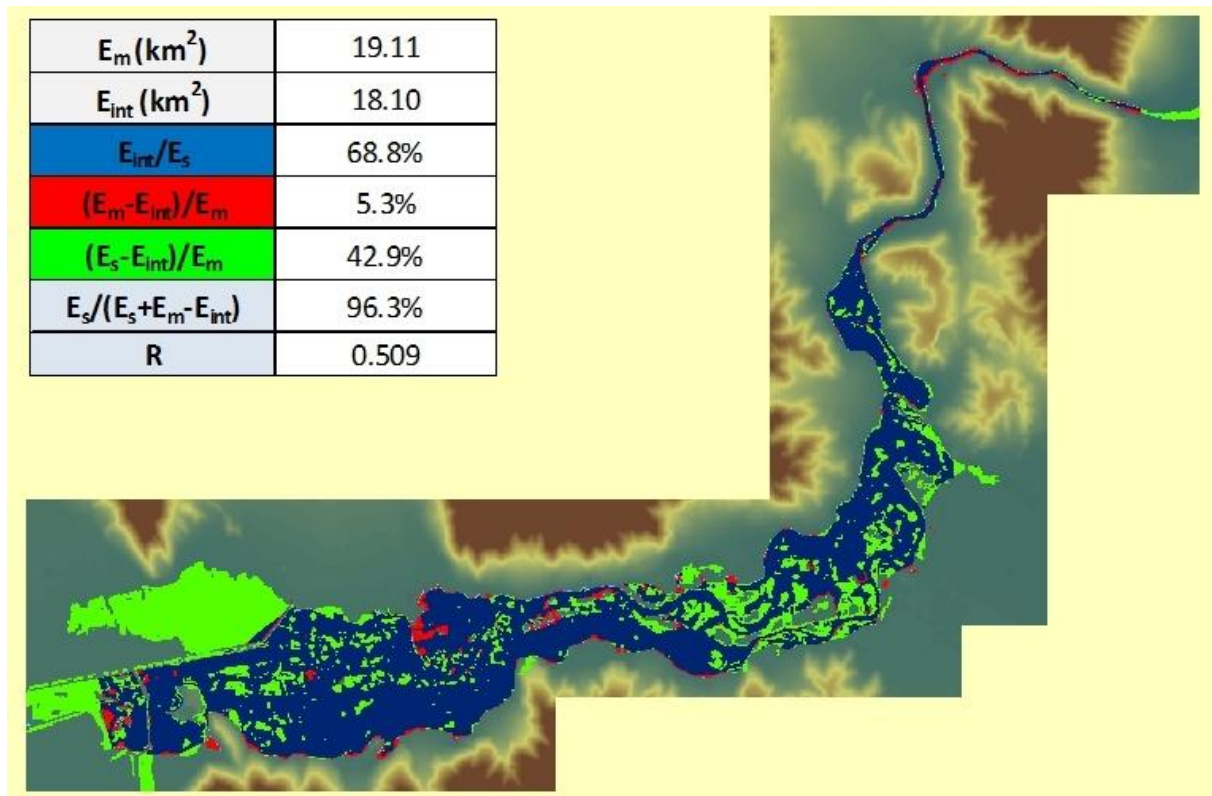 Em (km²) 19.11
Eint (km²) 18.10
Eint/Es 68.8%
(Em-Eint)/Em 5.3%
(Es-Eint)/Em 42.9%
Es/(Es+Em-Eint) 96.3%
R 0.509